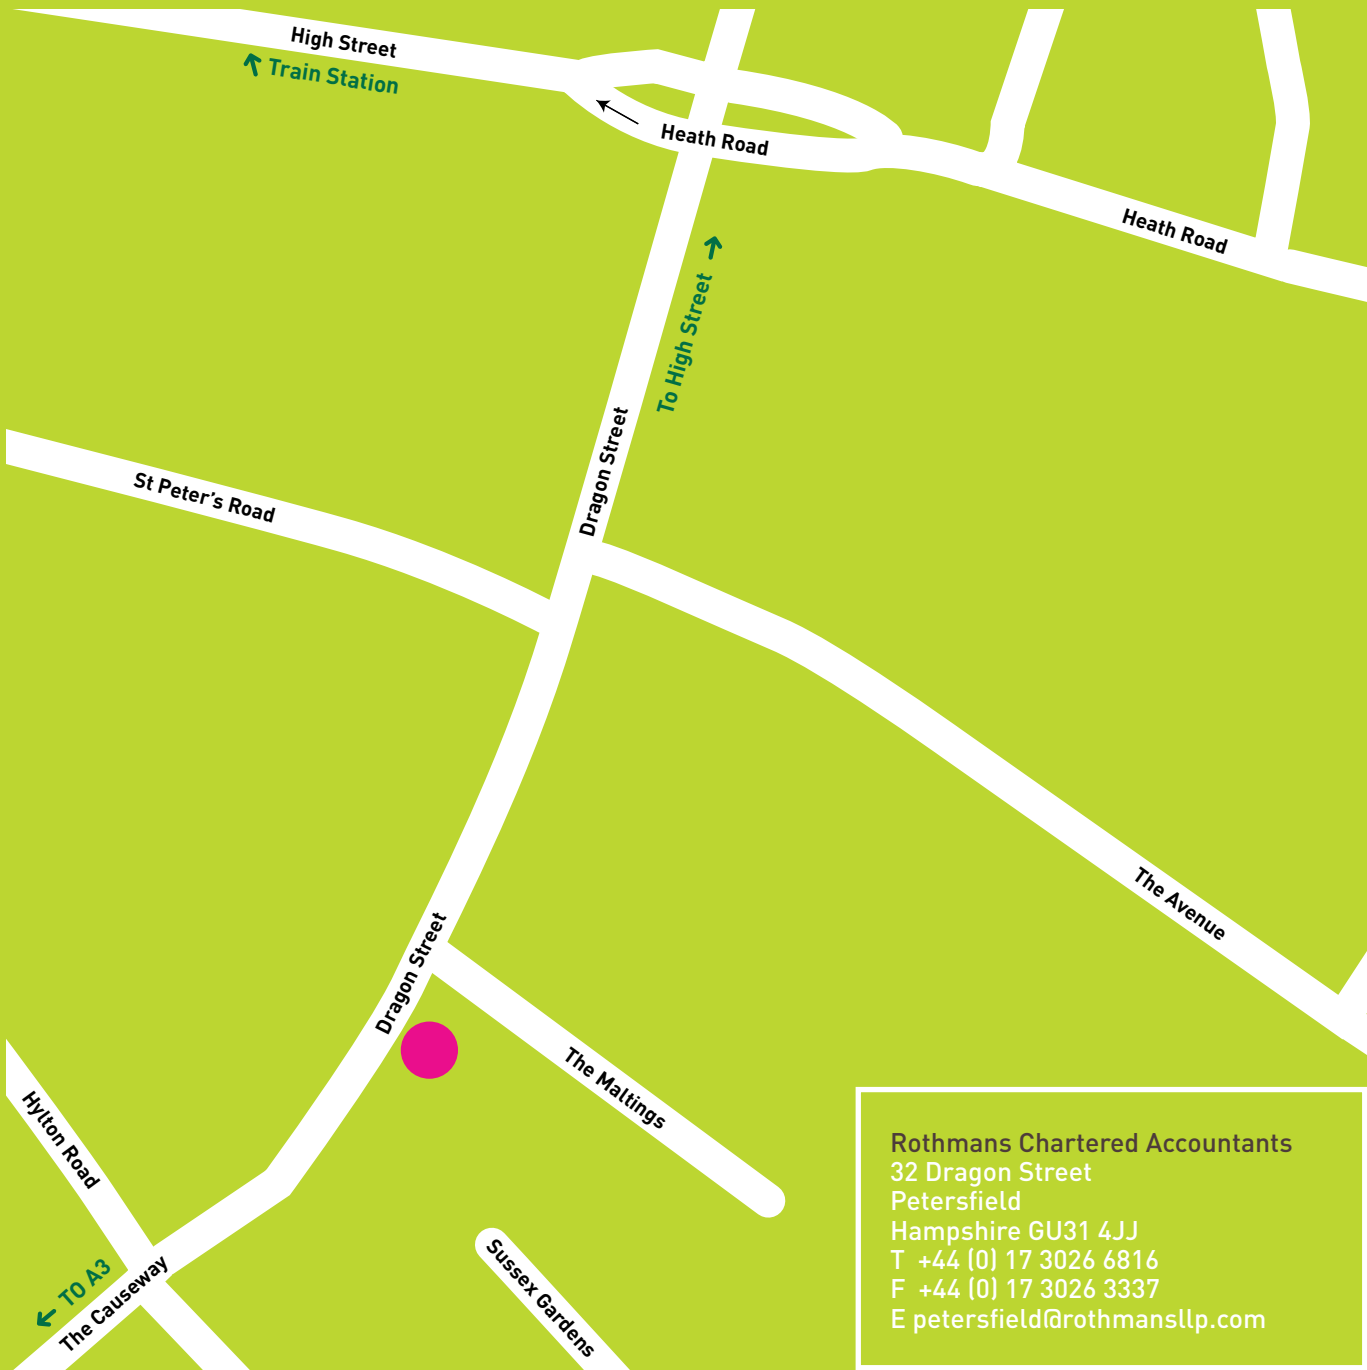 High Street
Train Station
Heath Road
Heath Road
To High Street
Dragon Street
St Peter's Road
The Avenue
Dragon Street
The Maltings
Hylton Road
TO A3
The Causeway
Sussex Gardens
Rothmans Chartered Accountants
32 Dragon Street
Petersfield
Hampshire GU31 4JJ
T +44 (0) 17 3026 6816
F +44 (0) 17 3026 3337
E petersfield@rothmansllp.com